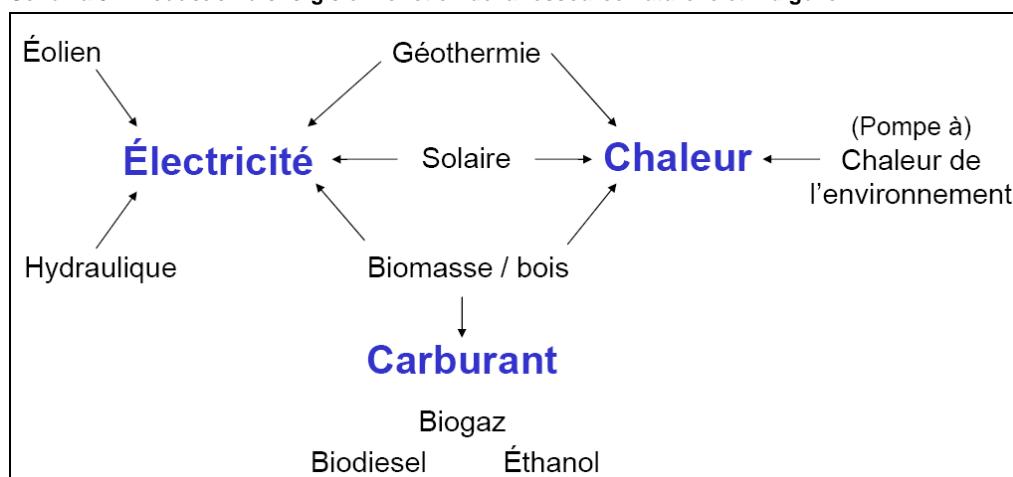 Éolien
Géothermie
Électricité
Solaire
Chaleur
(Pompe à)
Chaleur de
l'environnement
Hydraulique
Biomasse / bois
Carburant
Biogaz
Biodiesel
Éthanol